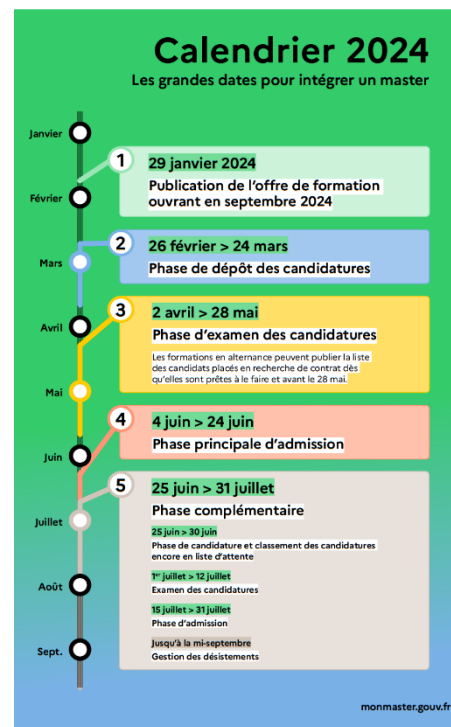 Calendrier 2024
Les grandes dates pour intégrer un master
Janvier
1
29 janvier 2024
Publication de l'offre de formation
ouvrant en septembre 2024
Février
2
26 février > 24 mars
Phase de dépôt des candidatures
Mars
3
2 avril > 28 mai
Phase d'examen des candidatures
Les formations en alternance peuvent publier la liste
des candidats placés en recherche de contrat dès
qu'elles sont prêtes à le faire et avant le 28 mai.
Avril
Mai
4
4 juin > 24 juin
Phase principale d'admission
Juin
5
25 juin > 31 juillet
Phase complémentaire
25 juin > 30 juin
Phase de candidature et classement des candidatures
encore en liste d'attente
1er juillet > 12 juillet
Examen des candidatures
15 juillet > 31 juillet
Phase d'admission
Jusqu'à la mi-septembre
Gestion des désistements
Juillet
Août
Sept.
monmaster.gouv.fr